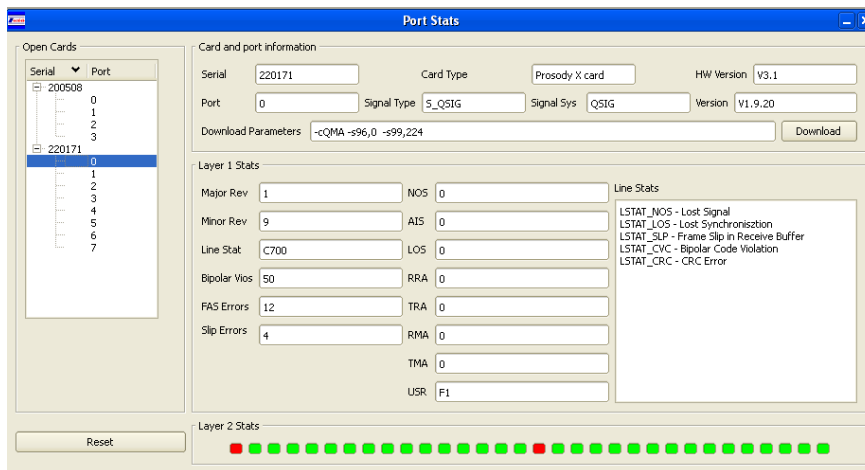 Port Stats
Open Cards
Serial Port
200508
0
1
2
3
220171
0
1
2
3
4
5
6
7
Reset
Card and port information
Serial 220171 Card Type Prosody X card HW Version V3.1
Port 0 Signal Type S_QSIG Signal Sys QSIG Version V1.9.20
Download Parameters -cQMA -s96,0 -s99,224 Download
Layer 1 Stats
Major Rev 1 NOS 0
Minor Rev 9 AIS 0
Line Stat C700 LOS 0
Bipolar Vios 50 RRA 0
FAS Errors 12 TRA 0
Slip Errors 4 RMA 0
TMA 0
USR F1
Line Stats
LSTAT_NOS - Lost Signal
LSTAT_LOS - Lost Synchronisztion
LSTAT_SLP - Frame Slip in Receive Buffer
LSTAT_CVC - Bipolar Code Violation
LSTAT_CRC - CRC Error
Layer 2 Stats